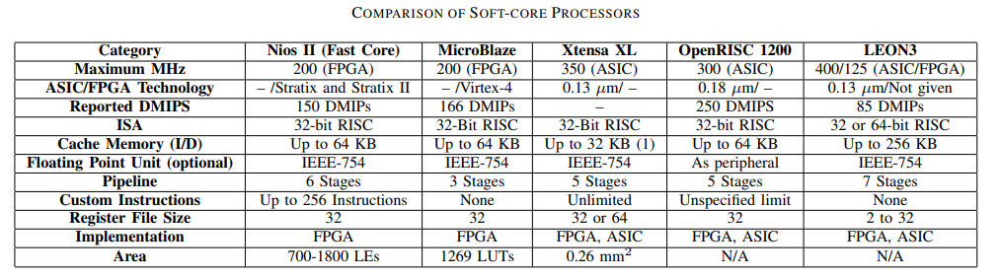 COMPARISON OF SOFT-CORE PROCESSORS
Category Nios II (Fast Core) MicroBlaze Xtensa XL OpenRISC 1200 LEON3
Maximum MHz 200 (FPGA) 200 (FPGA) 350 (ASIC) 300 (ASIC) 400/125 (ASIC/FPGA)
ASIC/FPGA Technology – /Stratix and Stratix II – /Virtex-4 0.13 μm/ – 0.18 μm/ – 0.13 μm/Not given
Reported DMIPS 150 DMIPs 166 DMIPs – 250 DMIPS 85 DMIPs
ISA 32-bit RISC 32-Bit RISC 32-Bit RISC 32-bit RISC 32 or 64-bit RISC
Cache Memory (I/D) Up to 64 KB Up to 64 KB Up to 32 KB (1) Up to 64 KB Up to 256 KB
Floating Point Unit (optional) IEEE-754 IEEE-754 IEEE-754 As peripheral IEEE-754
Pipeline 6 Stages 3 Stages 5 Stages 5 Stages 7 Stages
Custom Instructions Up to 256 Instructions None Unlimited Unspecified limit None
Register File Size 32 32 32 or 64 32 2 to 32
Implementation FPGA FPGA FPGA, ASIC FPGA, ASIC FPGA, ASIC
Area 700-1800 LEs 1269 LUTs 0.26 mm² N/A N/A